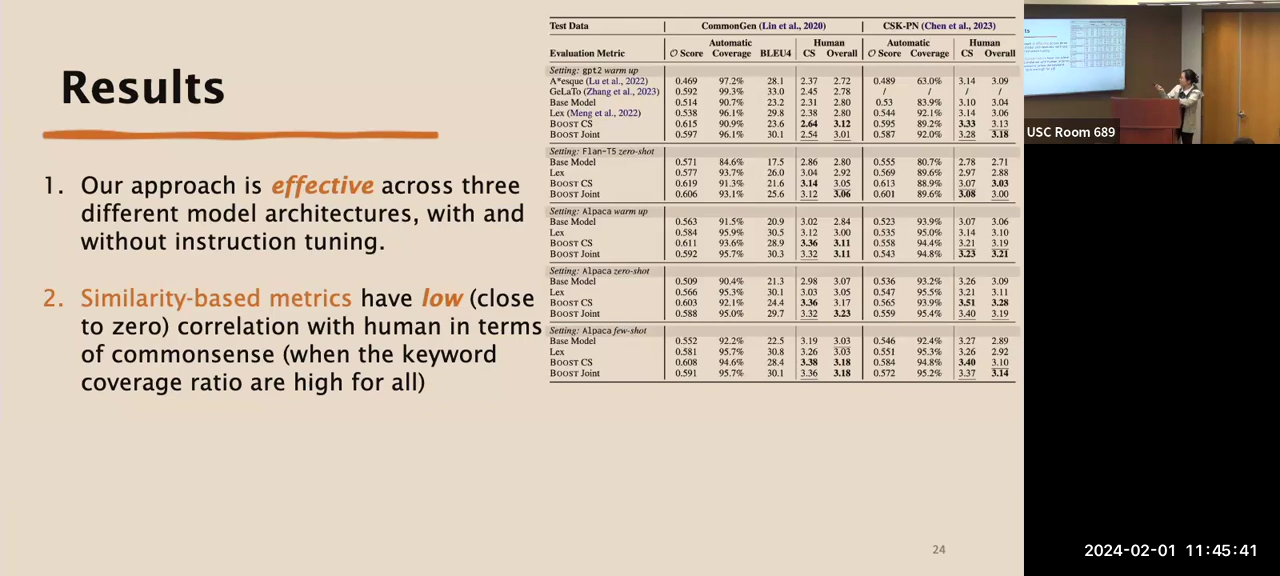 Results
1. Our approach is effective across three
different model architectures, with and
without instruction tuning.
2. Similarity-based metrics have low (close
to zero) correlation with human in terms
of commonsense (when the keyword
coverage ratio are high for all)
Test Data CommonGen (Lin et al., 2020) CSK-PN (Chen et al., 2023)
Automatic Human Automatic Human
Evaluation Metric O Score Coverage BLEU4 CS Overall O Score Coverage CS Overall
Setting: gpt2 warm up
A*esque (Lu et al., 2022) 0.469 97.2% 28.1 2.37 2.72 0.489 63.0% 3.14 3.09
GeLaTo (Zhang et al., 2023) 0.592 99.3% 33.0 2.45 2.78 / / / /
Base Model 0.514 90.7% 23.2 2.31 2.80 0.53 83.9% 3.10 3.04
Lex (Meng et al., 2022) 0.538 96.1% 29.8 2.38 2.80 0.544 92.1% 3.14 3.06
BOOST CS 0.615 90.9% 23.6 2.64 3.12 0.595 89.2% 3.33 3.13
BOOST Joint 0.597 96.1% 30.1 2.54 3.01 0.587 92.0% 3.28 3.18
Setting: Flan-T5 zero-shot
Base Model 0.571 84.6% 17.5 2.86 2.80 0.555 80.7% 2.78 2.71
Lex 0.577 93.7% 26.0 3.04 2.92 0.569 89.6% 2.97 2.88
BOOST CS 0.619 91.3% 21.6 3.14 3.05 0.613 88.9% 3.07 3.03
BOOST Joint 0.606 93.1% 25.6 3.12 3.06 0.601 89.6% 3.08 3.00
Setting: Alpaca warm up
Base Model 0.563 91.5% 20.9 3.02 2.84 0.523 93.9% 3.07 3.06
Lex 0.584 95.9% 30.5 3.12 3.00 0.535 95.0% 3.14 3.10
BOOST CS 0.611 93.6% 28.9 3.36 3.11 0.558 94.4% 3.21 3.19
BOOST Joint 0.592 95.7% 30.3 3.32 3.11 0.543 94.8% 3.23 3.21
Setting: Alpaca zero-shot
Base Model 0.509 90.4% 21.3 2.98 3.07 0.536 93.2% 3.26 3.09
Lex 0.566 95.3% 30.1 3.03 3.05 0.547 95.5% 3.21 3.11
BOOST CS 0.603 92.1% 24.4 3.36 3.17 0.565 93.9% 3.51 3.28
BOOST Joint 0.588 95.0% 29.7 3.32 3.23 0.559 95.4% 3.40 3.19
Setting: Alpaca few-shot
Base Model 0.552 92.2% 22.5 3.19 3.03 0.546 92.4% 3.27 2.89
Lex 0.581 95.7% 30.8 3.26 3.03 0.551 95.3% 3.26 2.92
BOOST CS 0.608 94.6% 28.4 3.38 3.18 0.584 94.8% 3.40 3.10
BOOST Joint 0.591 95.7% 30.1 3.36 3.18 0.572 95.2% 3.37 3.14
24
USC Room 689
2024-02-01 11:45:41